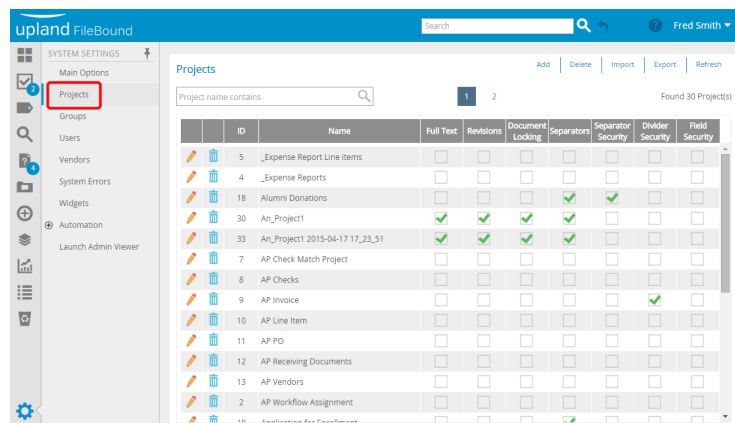 upland FileBound
Search
?
Fred Smith
SYSTEM SETTINGS
Main Options
Projects
Groups
Users
Vendors
System Errors
Widgets
Automation
Launch Admin Viewer
2
4
Projects
Add | Delete | Import | Export | Refresh
Project name contains
1 2
Found 30 Project(s)
ID Name Full Text Revisions Document Locking Separators Separator Security Divider Security Field Security
5 _Expense Report Line Items
4 _Expense Reports
18 Alumni Donations
30 An_Project1
33 An_Project1 2015-04-17 17_23_51
7 AP Check Match Project
8 AP Checks
9 AP Invoice
10 AP Line Item
11 AP PO
12 AP Receiving Documents
13 AP Vendors
2 AP Workflow Assignment
19 Application for Enrollment